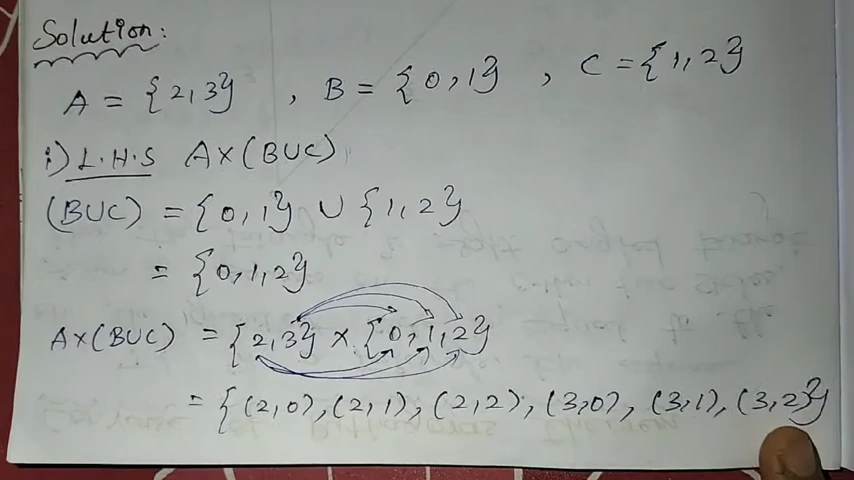 Solution:
A = {2,3} , B = {0,1} , C = {1,2}
i) L.H.S A×(B∪C)
(B∪C) = {0,1} ∪ {1,2}
= {0,1,2}
A×(B∪C) = {2,3} × {0,1,2}
= {(2,0),(2,1),(2,2),(3,0),(3,1),(3,2)}